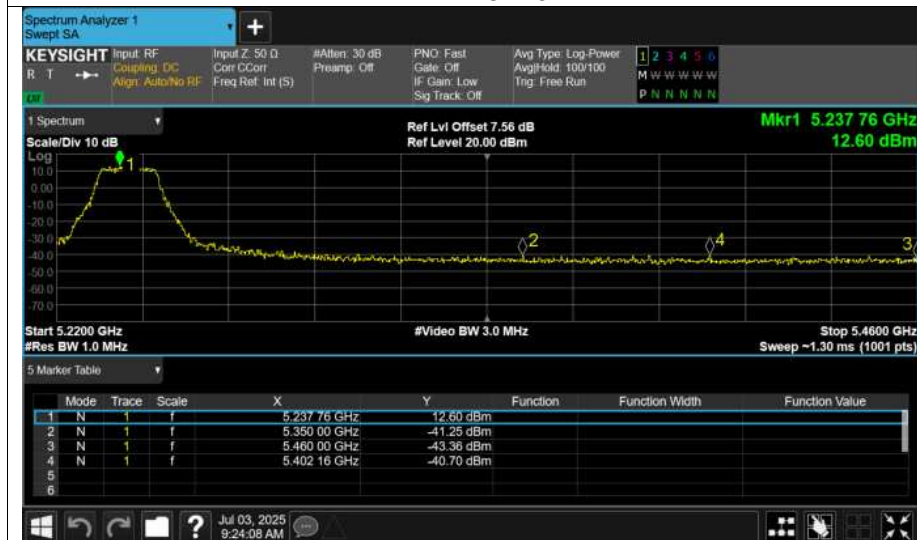 Spectrum Analyzer 1
Swept SA
+
KEYSIGHT Input: RF Input Z: 50 Ω #Atten: 30 dB PNO: Fast Avg Type: Log-Power 1 2 3 4 5 6
R T Coupling: DC Corr CCorr Preamp: Off Gate: Off Avg|Hold: 100/100 M W W W W W
Align: Auto/No RF Freq Ref: Int (S) IF Gain: Low Trig: Free Run P N N N N N
Sig Track: Off
1 Spectrum
Ref Lvl Offset 7.56 dB Mkr1 5.237 76 GHz
Scale/Div 10 dB Ref Level 20.00 dBm 12.60 dBm
Log
10.0 1
0.00
-10.0
-20.0
-30.0 2 4 3
-40.0
-50.0
-60.0
-70.0
Start 5.2200 GHz #Video BW 3.0 MHz Stop 5.4600 GHz
#Res BW 1.0 MHz Sweep ~1.30 ms (1001 pts)
5 Marker Table
Mode Trace Scale X Y Function Function Width Function Value
1 N 1 f 5.237 76 GHz 12.60 dBm
2 N 1 f 5.350 00 GHz -41.25 dBm
3 N 1 f 5.460 00 GHz -43.36 dBm
4 N 1 f 5.402 16 GHz -40.70 dBm
5
6
? Jul 03, 2025
9:24:08 AM